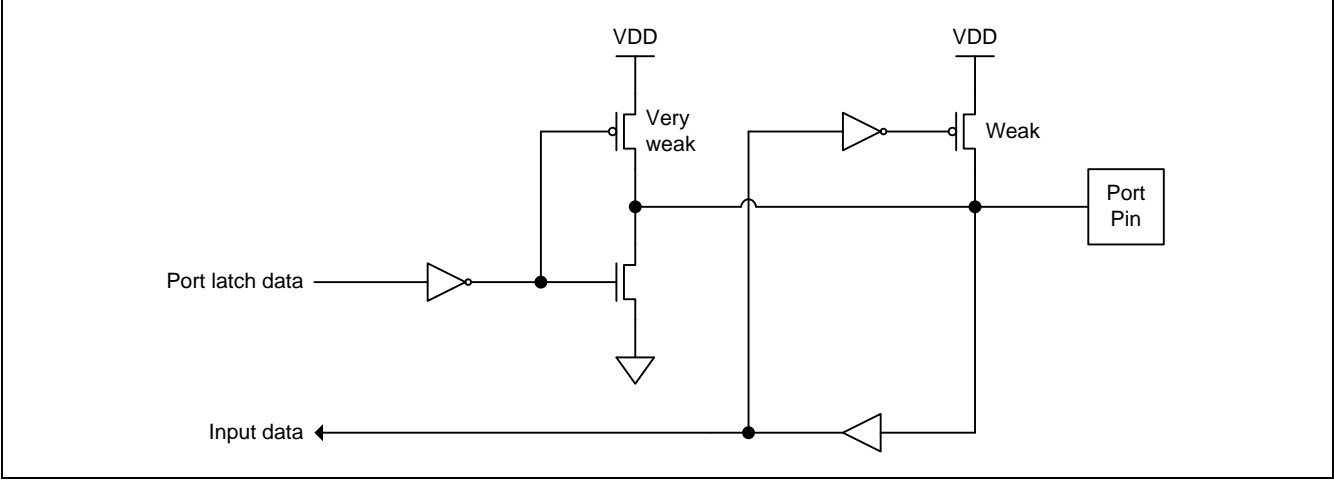 VDD
VDD
Very
weak
Weak
Port
Pin
Port latch data
Input data